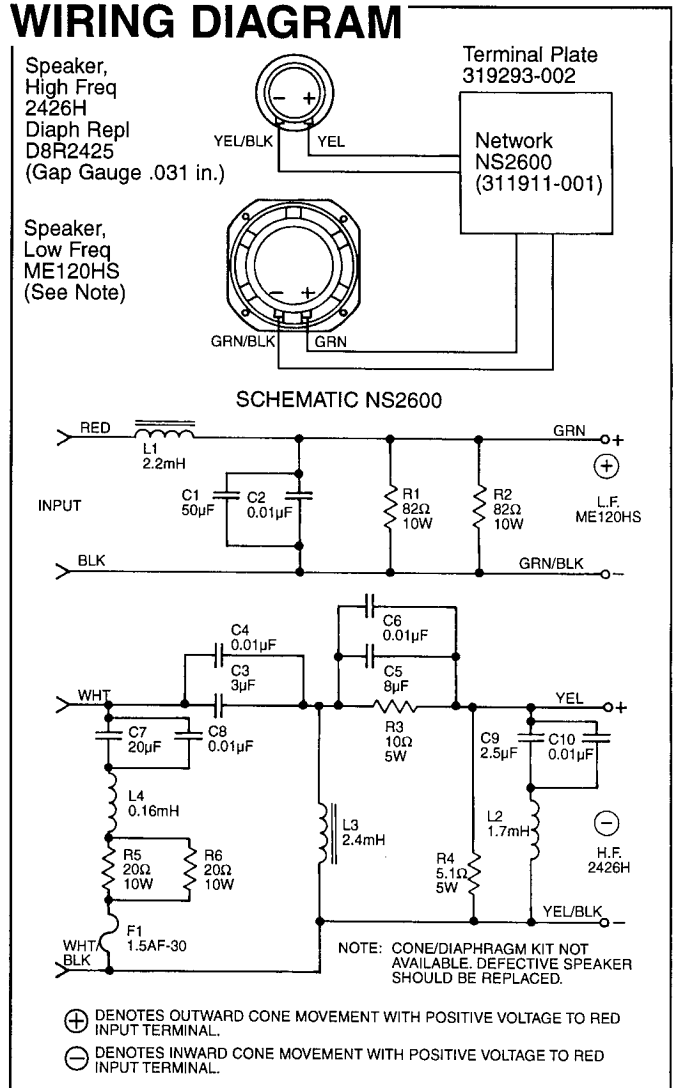 WIRING DIAGRAM
Speaker,
High Freq
2426H
Diaph Repl
D8R2425
(Gap Gauge .031 in.)
- +
YEL/BLK
YEL
Terminal Plate
319293-002
Network
NS2600
(311911-001)
Speaker,
Low Freq
ME120HS
(See Note)
- +
GRN/BLK
GRN
SCHEMATIC NS2600
RED
L1
2.2mH
GRN
+
INPUT
C1
50µF
C2
0.01µF
R1
82Ω
10W
R2
82Ω
10W
+
L.F.
ME120HS
BLK
GRN/BLK
-
C4
0.01µF
C3
3µF
C6
0.01µF
C5
8µF
R3
10Ω
5W
WHT
YEL
+
C7
20µF
C8
0.01µF
C9
2.5µF
C10
0.01µF
L4
0.16mH
L3
2.4mH
L2
1.7mH
-
H.F.
2426H
R5
20Ω
10W
R6
20Ω
10W
R4
5.1Ω
5W
F1
1.5AF-30
YEL/BLK
-
WHT/
BLK
NOTE: CONE/DIAPHRAGM KIT NOT
AVAILABLE. DEFECTIVE SPEAKER
SHOULD BE REPLACED.
+ DENOTES OUTWARD CONE MOVEMENT WITH POSITIVE VOLTAGE TO RED
INPUT TERMINAL.
- DENOTES INWARD CONE MOVEMENT WITH POSITIVE VOLTAGE TO RED
INPUT TERMINAL.